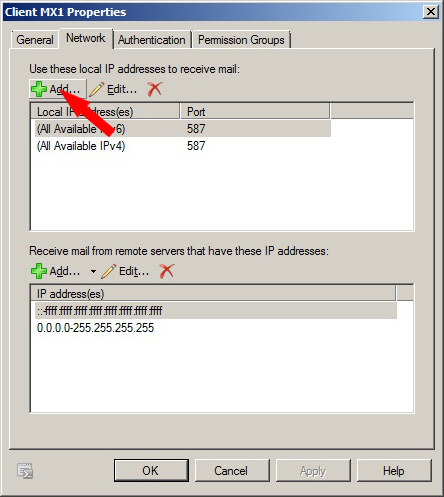 Client MX1 Properties
General Network Authentication Permission Groups
Use these local IP addresses to receive mail:
Add... Edit...
Local IP address(es) Port
(All Available IPv6) 587
(All Available IPv4) 587
Receive mail from remote servers that have these IP addresses:
Add... Edit...
IP address(es)
::-ffff:ffff:ffff:ffff:ffff:ffff:ffff:ffff
0.0.0.0-255.255.255.255
OK Cancel Apply Help